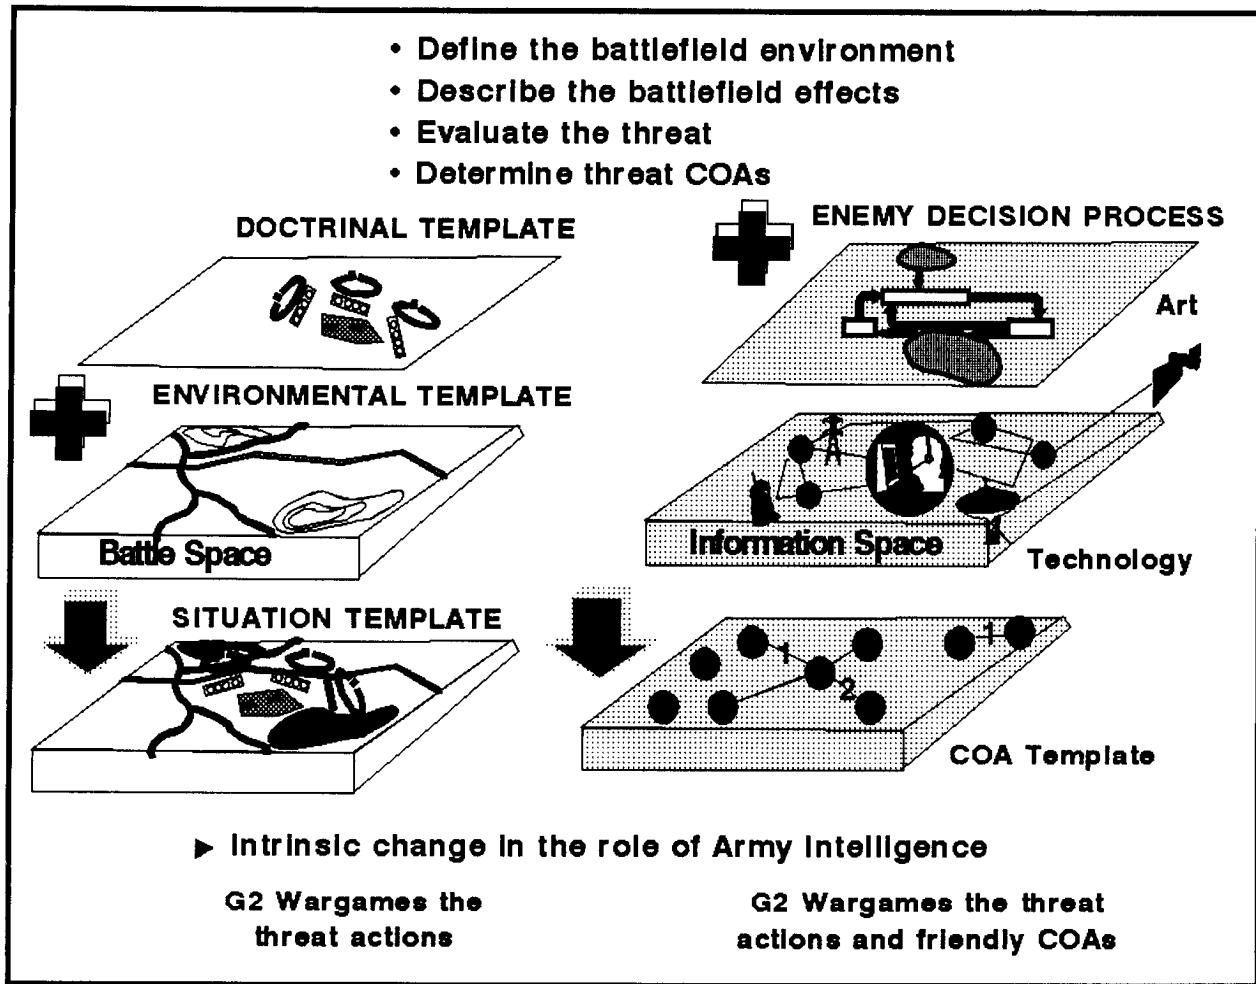 • Define the battlefield environment
• Describe the battlefield effects
• Evaluate the threat
• Determine threat COAs
DOCTRINAL TEMPLATE
ENVIRONMENTAL TEMPLATE
Battle Space
SITUATION TEMPLATE
ENEMY DECISION PROCESS
Art
Information Space
Technology
1
1
2
COA Template
▶ Intrinsic change in the role of Army Intelligence
G2 Wargames the
threat actions
G2 Wargames the threat
actions and friendly COAs